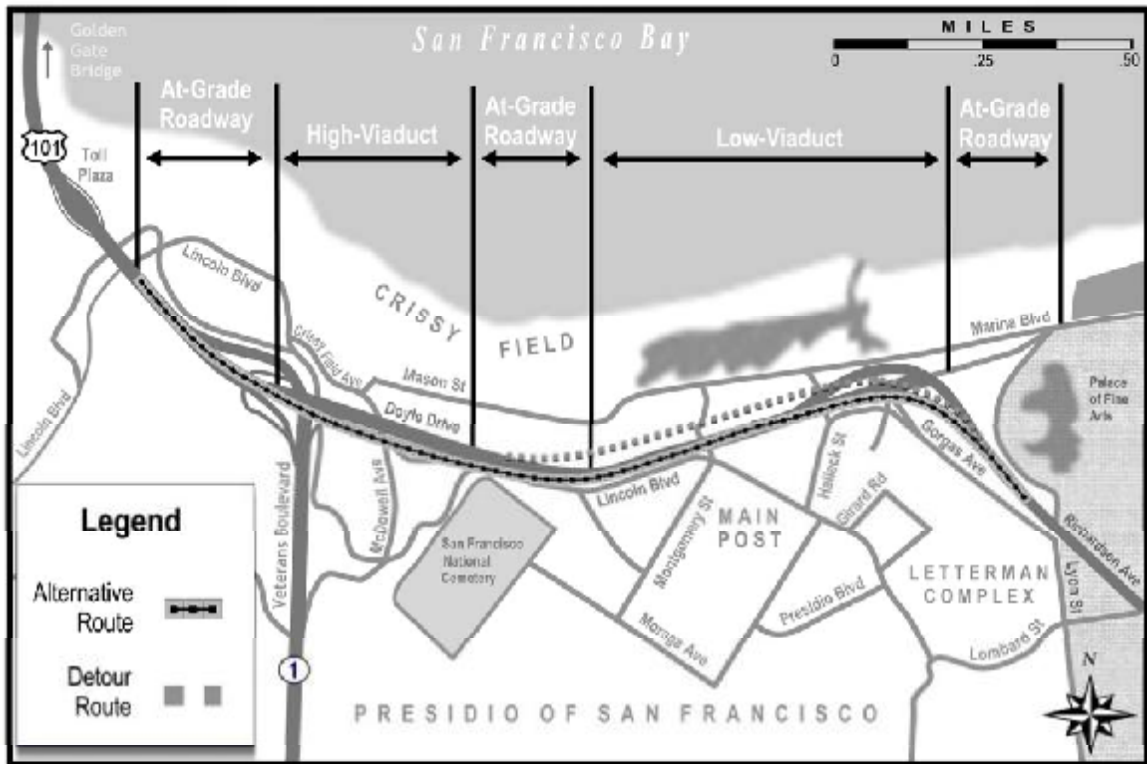 Golden
Gate
Bridge
San Francisco Bay
MILES
0 .25 .50
At-Grade
Roadway
High-Viaduct
At-Grade
Roadway
Low-Viaduct
At-Grade
Roadway
101
Toll
Plaza
Lincoln Blvd
Lincoln Blvd
CRISSY
FIELD
Crissy Field Ave
Mason St
Doyle Drive
Marina Blvd
Palace
of Fine
Arts
McDowell Ave
Veterans Boulevard
San Francisco
National
Cemetery
Lincoln Blvd
Montgomery St
MAIN
POST
Halleck St
Girard Rd
Gorgas Ave
Richardson Ave
Lyon St
LETTERMAN
COMPLEX
Presidio Blvd
Moraga Ave
Lombard St
1
PRESIDIO OF SAN FRANCISCO
N
Legend
Alternative
Route
Detour
Route